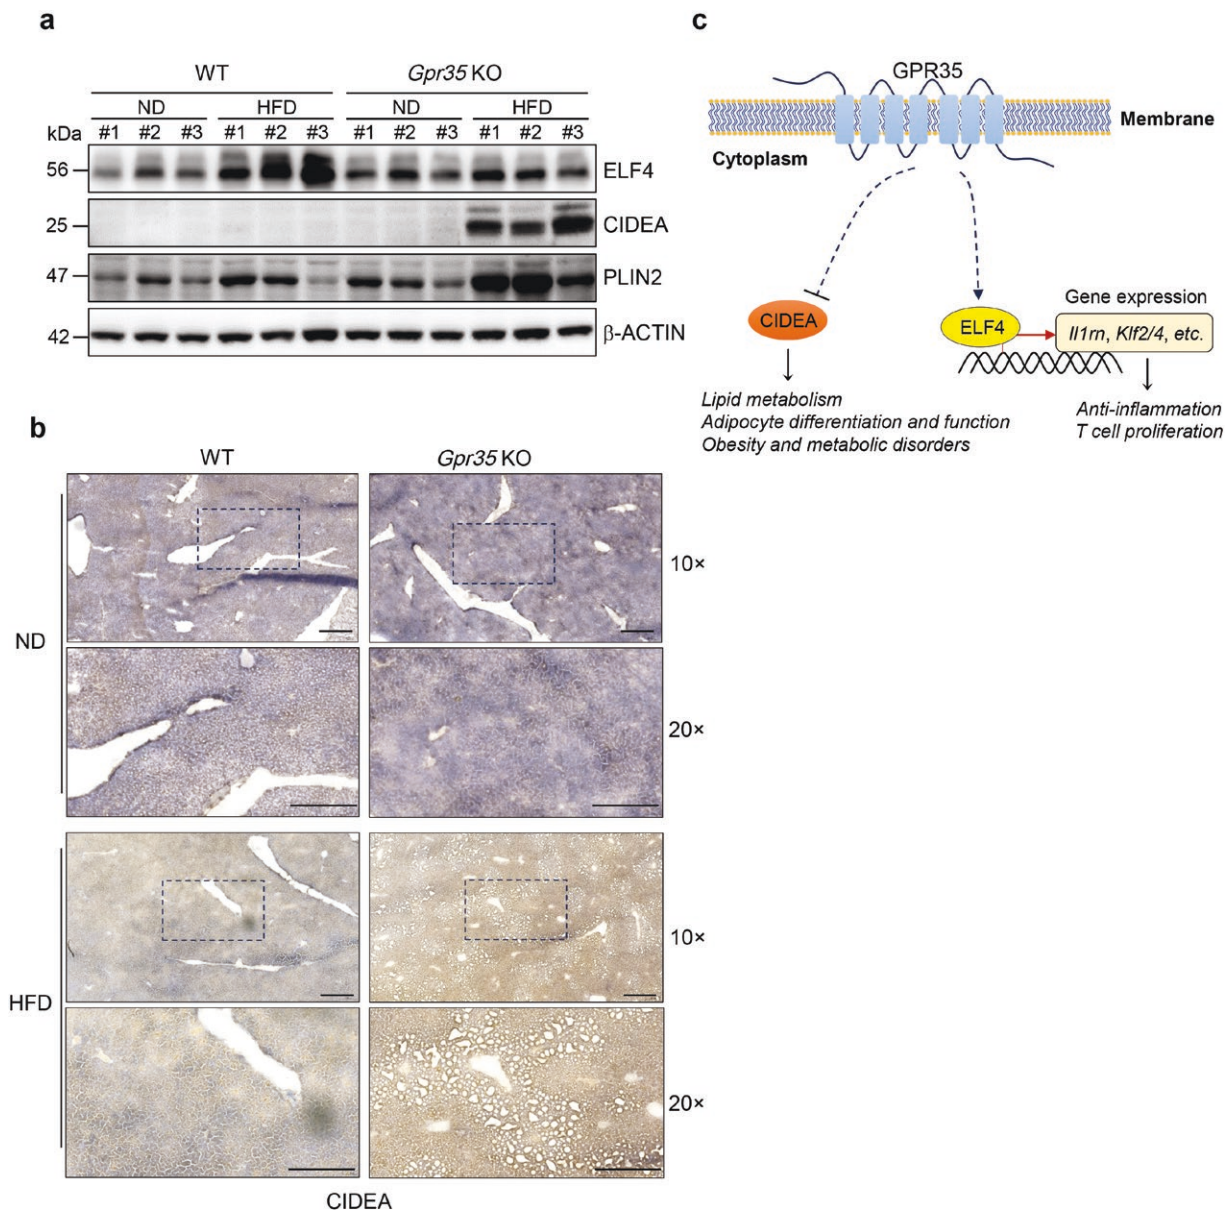 a
WT Gpr35 KO
ND HFD ND HFD
kDa #1 #2 #3 #1 #2 #3 #1 #2 #3 #1 #2 #3
56 ELF4
25 CIDEA
47 PLIN2
42 β-ACTIN
b
WT Gpr35 KO
ND
10×
20×
HFD
10×
20×
CIDEA
c
GPR35
Membrane
Cytoplasm
CIDEA
Lipid metabolism
Adipocyte differentiation and function
Obesity and metabolic disorders
ELF4
Gene expression
Il1rn, Klf2/4, etc.
Anti-inflammation
T cell proliferation